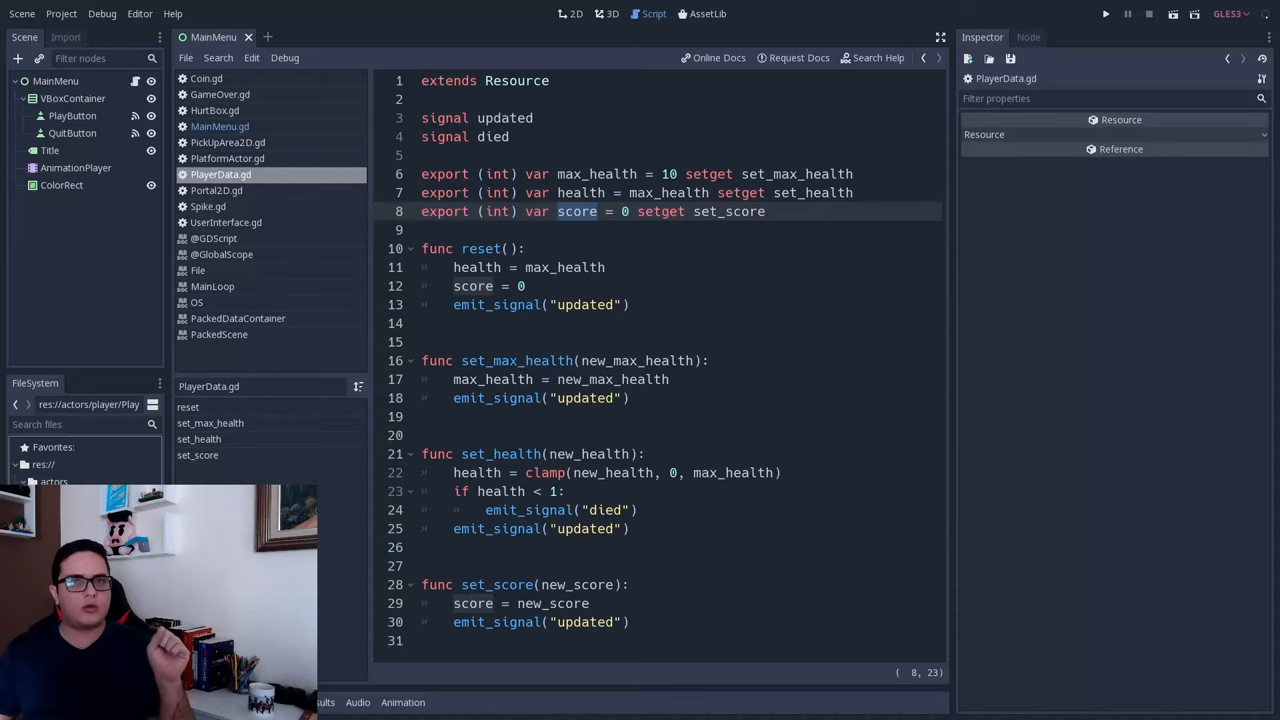 Scene Project Debug Editor Help
2D 3D Script AssetLib
GLES3
Scene Import
Filter nodes
MainMenu
VBoxContainer
PlayButton
QuitButton
Title
AnimationPlayer
ColorRect
FileSystem
res://actors/player/Play
Search files
Favorites:
res://
actors
MainMenu
File Search Edit Debug
Online Docs Request Docs Search Help
Coin.gd
GameOver.gd
HurtBox.gd
MainMenu.gd
PickUpArea2D.gd
PlatformActor.gd
PlayerData.gd
Portal2D.gd
Spike.gd
UserInterface.gd
@GDScript
@GlobalScope
File
MainLoop
OS
PackedDataContainer
PackedScene
PlayerData.gd
reset
set_max_health
set_health
set_score
1 extends Resource
2
3 signal updated
4 signal died
5
6 export (int) var max_health = 10 setget set_max_health
7 export (int) var health = max_health setget set_health
8 export (int) var score = 0 setget set_score
9
10 func reset():
11 health = max_health
12 score = 0
13 emit_signal("updated")
14
15
16 func set_max_health(new_max_health):
17 max_health = new_max_health
18 emit_signal("updated")
19
20
21 func set_health(new_health):
22 health = clamp(new_health, 0, max_health)
23 if health < 1:
24 emit_signal("died")
25 emit_signal("updated")
26
27
28 func set_score(new_score):
29 score = new_score
30 emit_signal("updated")
31
( 8, 23)
Audio Animation
Inspector Node
PlayerData.gd
Filter properties
Resource
Resource
Reference